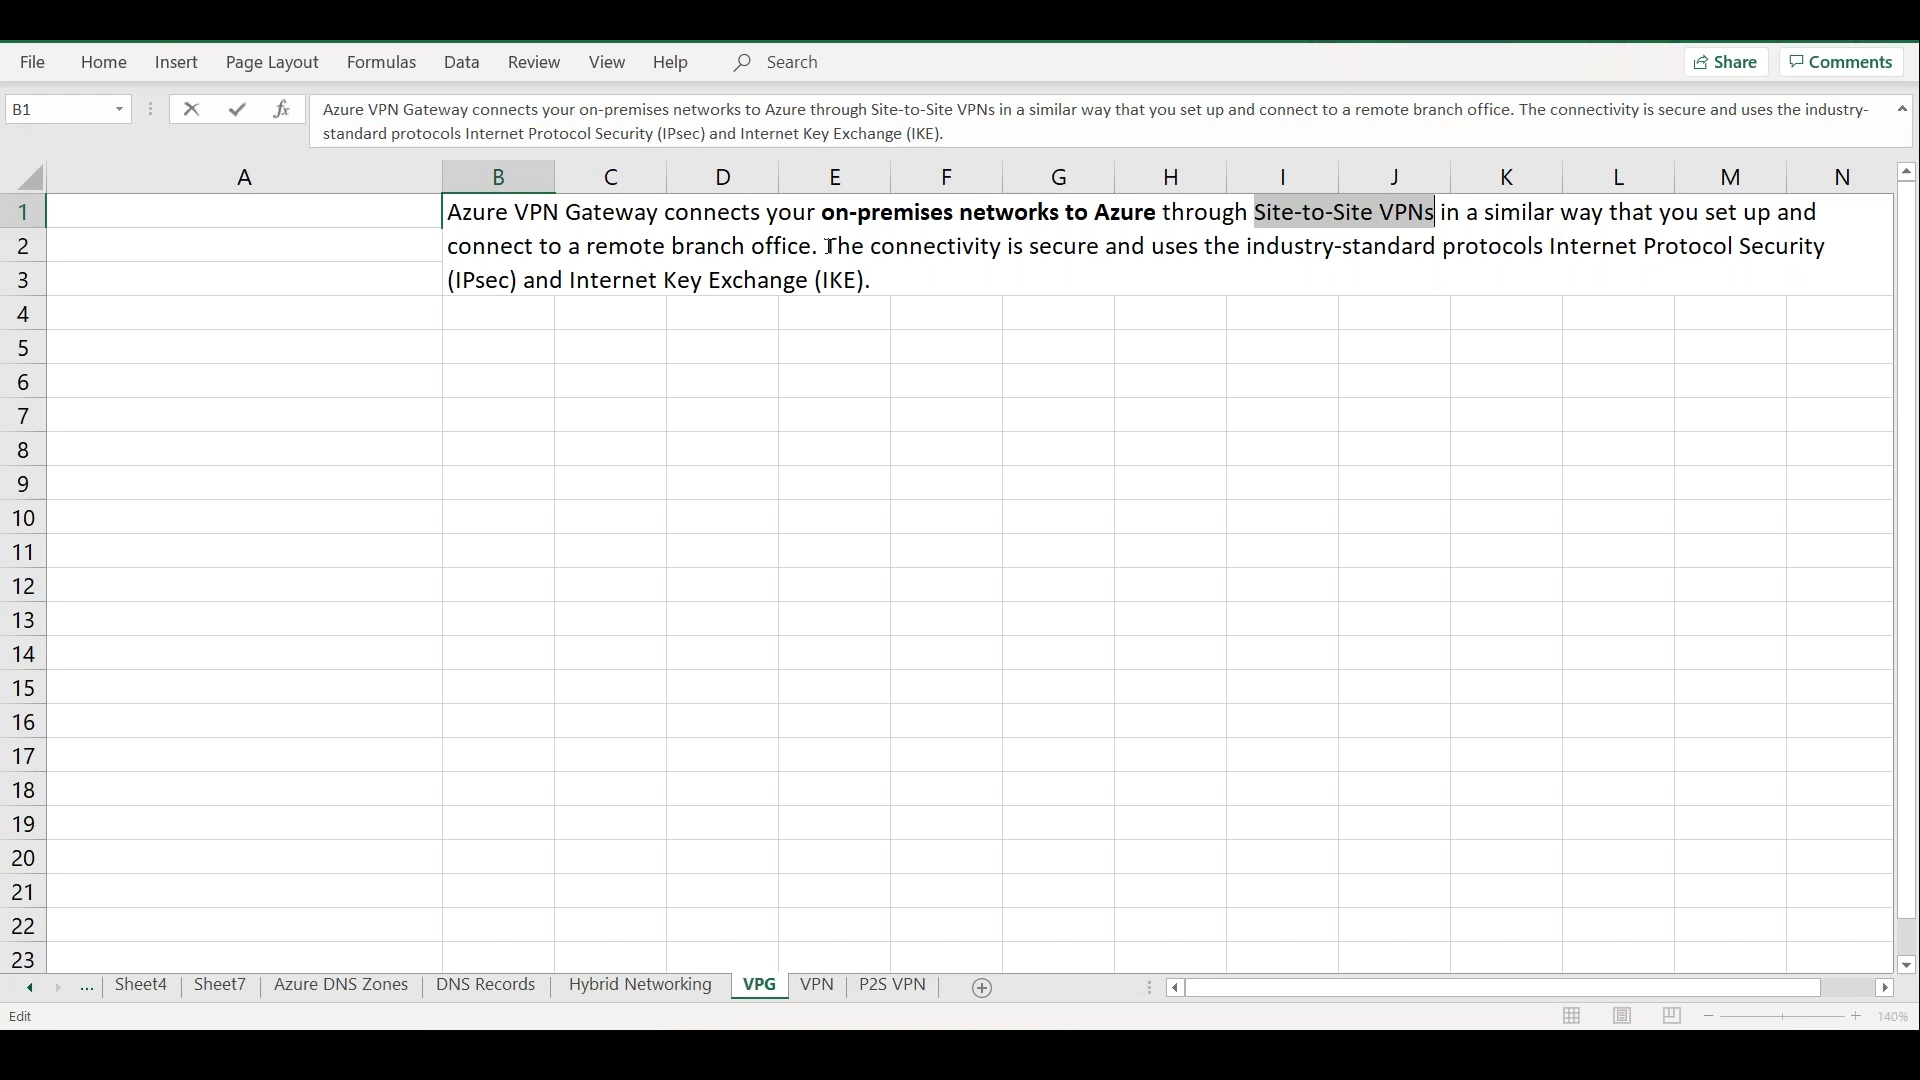 File Home Insert Page Layout Formulas Data Review View Help Search Share Comments
B1 fx Azure VPN Gateway connects your on-premises networks to Azure through Site-to-Site VPNs in a similar way that you set up and connect to a remote branch office. The connectivity is secure and uses the industry-
standard protocols Internet Protocol Security (IPsec) and Internet Key Exchange (IKE).
A B C D E F G H I J K L M N
1 Azure VPN Gateway connects your on-premises networks to Azure through Site-to-Site VPNs in a similar way that you set up and
2 connect to a remote branch office. The connectivity is secure and uses the industry-standard protocols Internet Protocol Security
3 (IPsec) and Internet Key Exchange (IKE).
4
5
6
7
8
9
10
11
12
13
14
15
16
17
18
19
20
21
22
23
... Sheet4 Sheet7 Azure DNS Zones DNS Records Hybrid Networking VPG VPN P2S VPN
Edit 140%